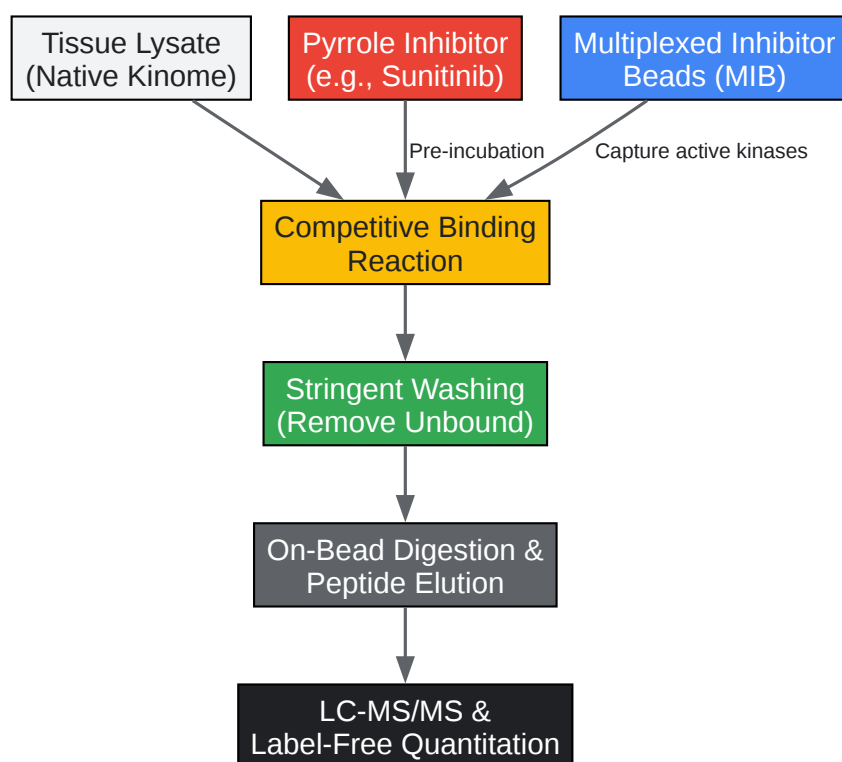 Tissue Lysate
(Native Kinome)
Pyrrole Inhibitor
(e.g., Sunitinib)
Multiplexed Inhibitor
Beads (MIB)
Pre-incubation
Capture active kinases
Competitive Binding
Reaction
Stringent Washing
(Remove Unbound)
On-Bead Digestion &
Peptide Elution
LC-MS/MS &
Label-Free Quantitation